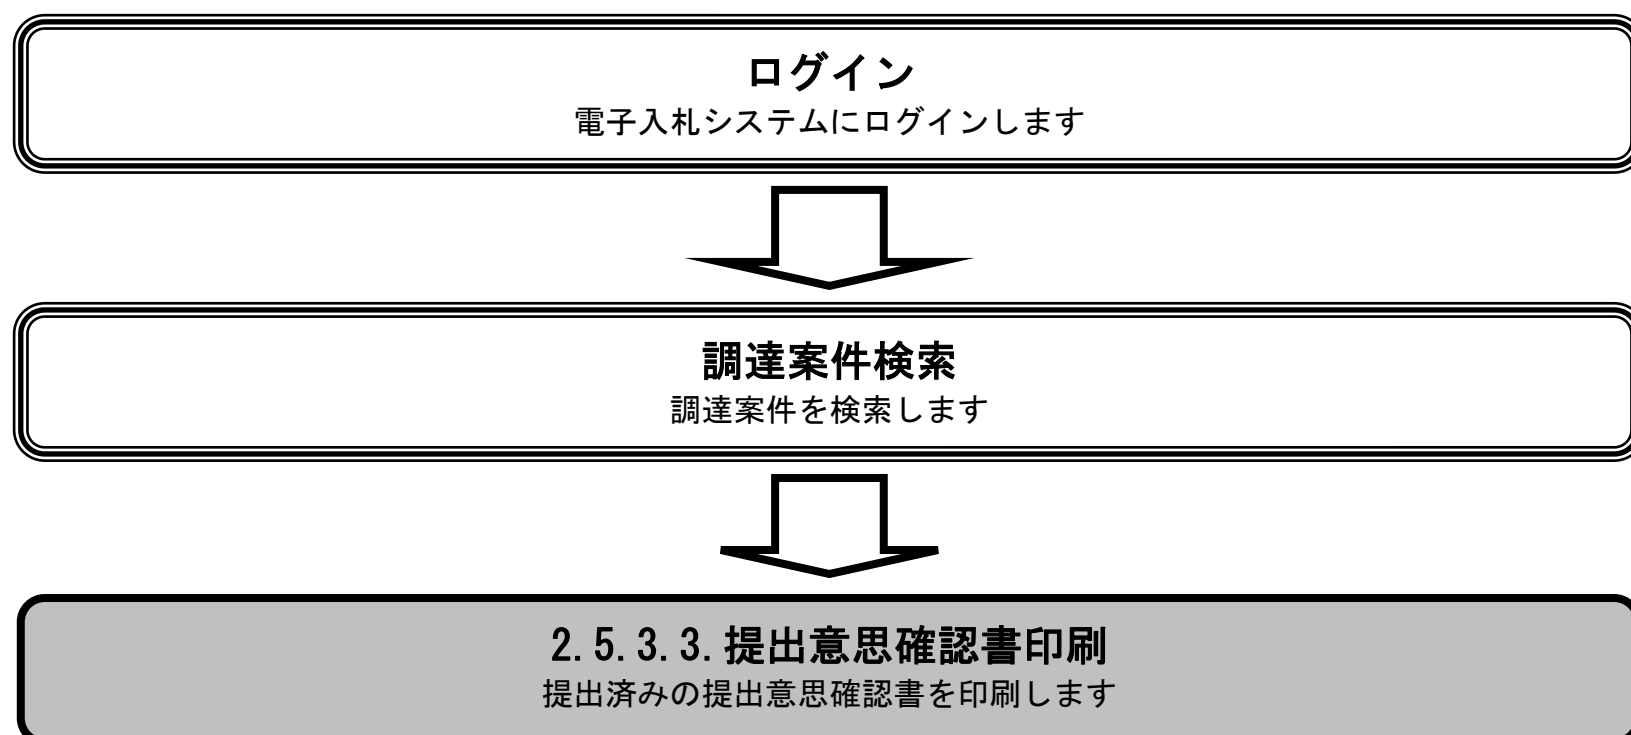 ログイン
電子入札システムにログインします
調達案件検索
調達案件を検索します
2.5.3.3.提出意思確認書印刷
提出済みの提出意思確認書を印刷します